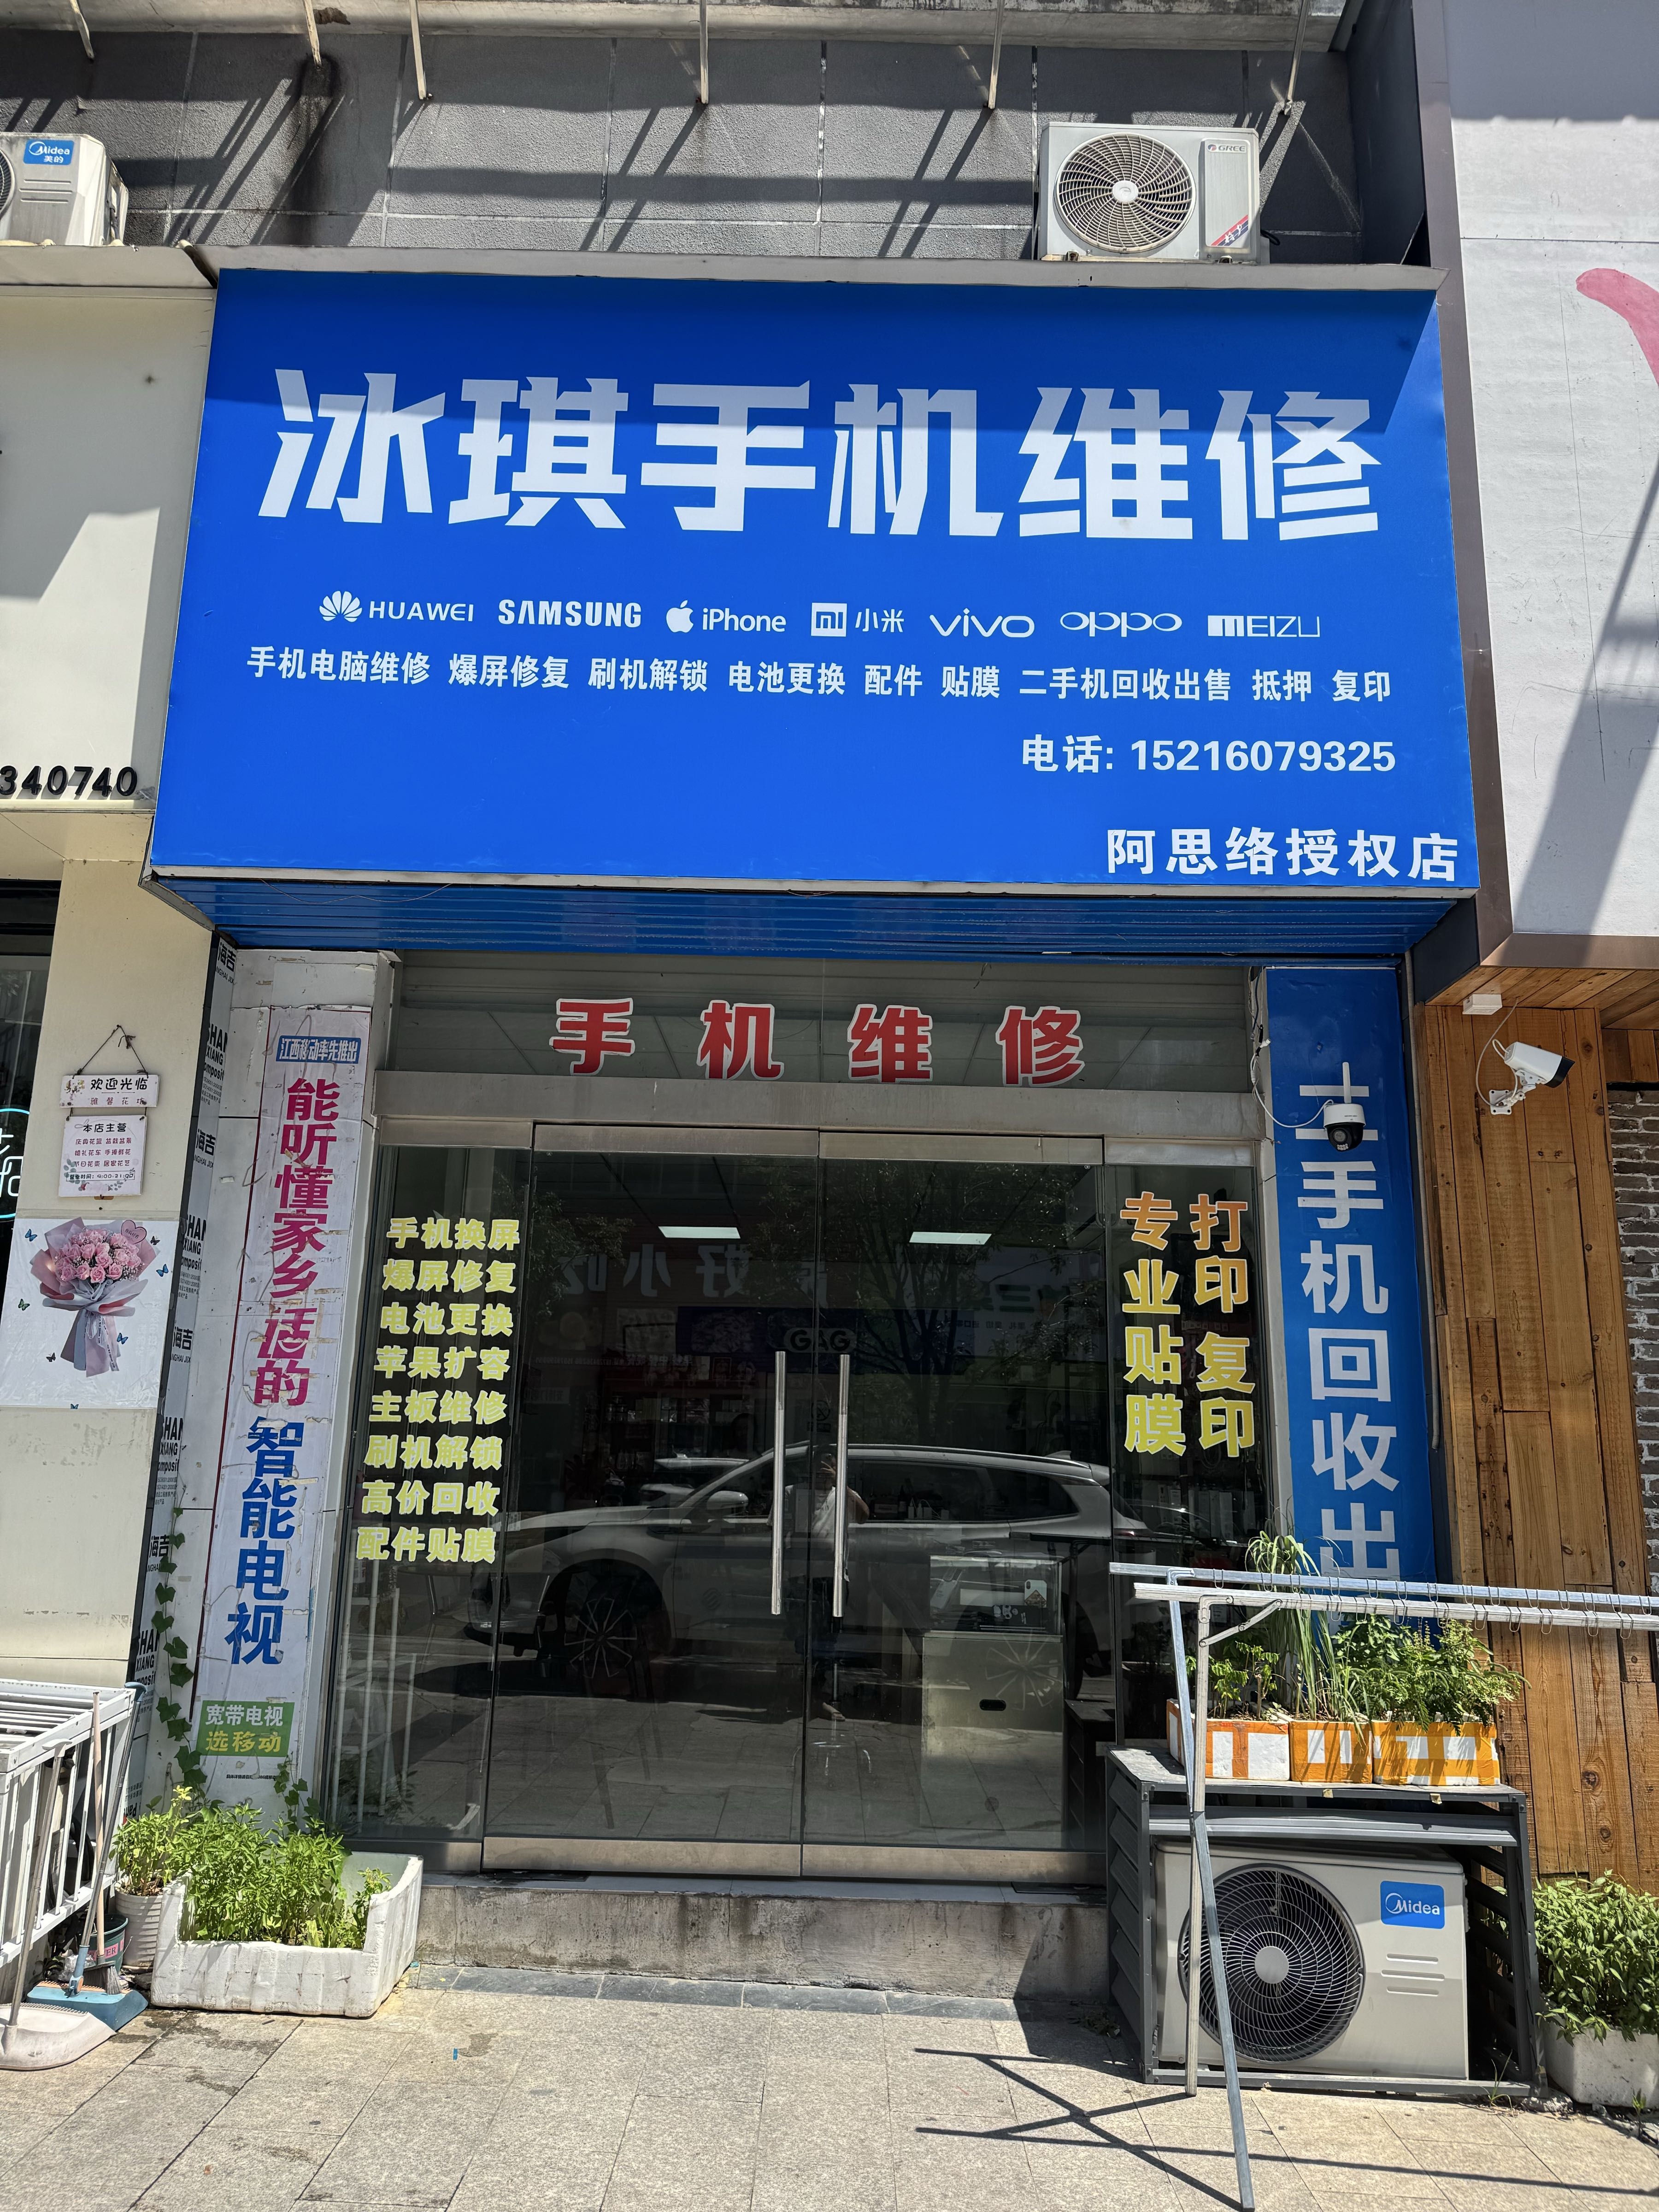 Midea
美的
GREE
冰琪手机维修
HUAWEI SAMSUNG iPhone 小米 vivo oppo MEIZU
手机电脑维修 爆屏修复 刷机解锁 电池更换 配件 贴膜 二手机回收出售 抵押 复印
电话: 15216079325
阿思络授权店
340740
手机维修
江西移动率先推出
能听懂家乡话的
智能电视
宽带电视
选移动
欢迎光临
本店主营
手机换屏
爆屏修复
电池更换
苹果扩容
主板维修
刷机解锁
高价回收
配件贴膜
打印 复印
专业贴膜
二手机回收出
Midea